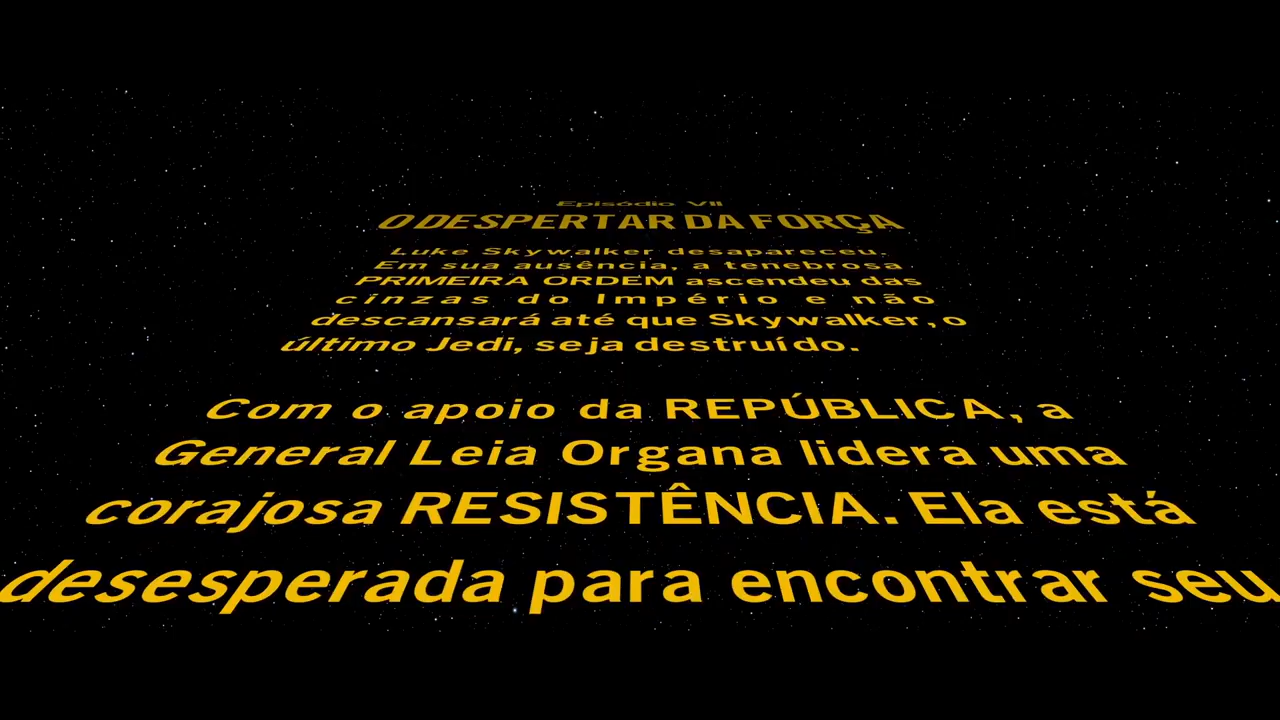 Episódio VII
O DESPERTAR DA FORÇA
Luke Skywalker desapareceu.
Em sua ausência, a tenebrosa
PRIMEIRA ORDEM ascendeu das
cinzas do Império e não
descansará até que Skywalker, o
último Jedi, seja destruído.
Com o apoio da REPÚBLICA, a
General Leia Organa lidera uma
corajosa RESISTÊNCIA. Ela está
desesperada para encontrar seu